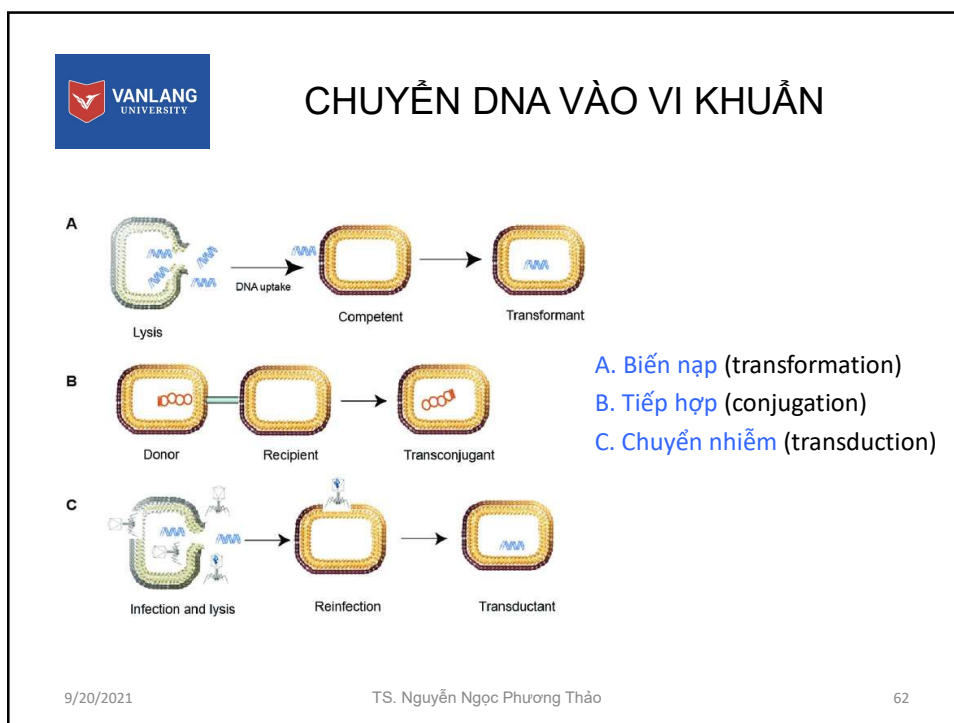 VANLANG
UNIVERSITY
CHUYỂN DNA VÀO VI KHUẨN
A
DNA uptake
Lysis
Competent
Transformant
B
Donor
Recipient
Transconjugant
C
Infection and lysis
Reinfection
Transductant
A. Biến nạp (transformation)
B. Tiếp hợp (conjugation)
C. Chuyển nhiễm (transduction)
9/20/2021
TS. Nguyễn Ngọc Phương Thảo
62